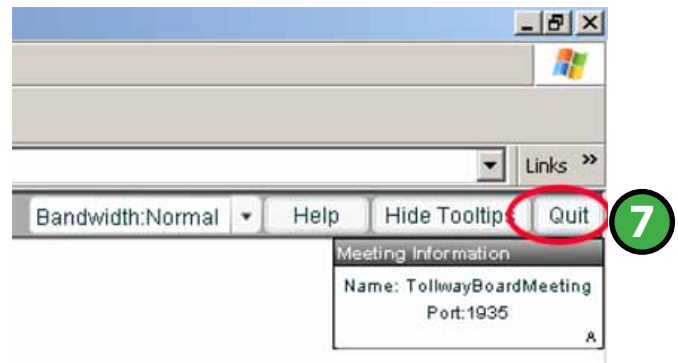 Links »
Bandwidth:Normal Help Hide Tooltips Quit 7
Meeting Information
Name: TollwayBoardMeeting
Port:1935